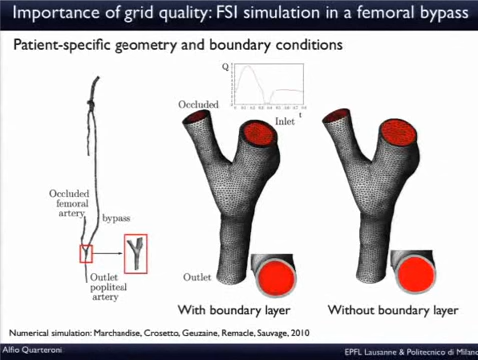 Importance of grid quality: FSI simulation in a femoral bypass
Patient-specific geometry and boundary conditions
Q
t
Occluded
Inlet
Occluded
femoral
artery
bypass
Outlet
popliteal
artery
Outlet
With boundary layer
Without boundary layer
Numerical simulation: Marchandise, Crosetto, Geuzaine, Remacle, Sauvage, 2010
Alfio Quarteroni
EPFL Lausanne & Politecnico di Milano